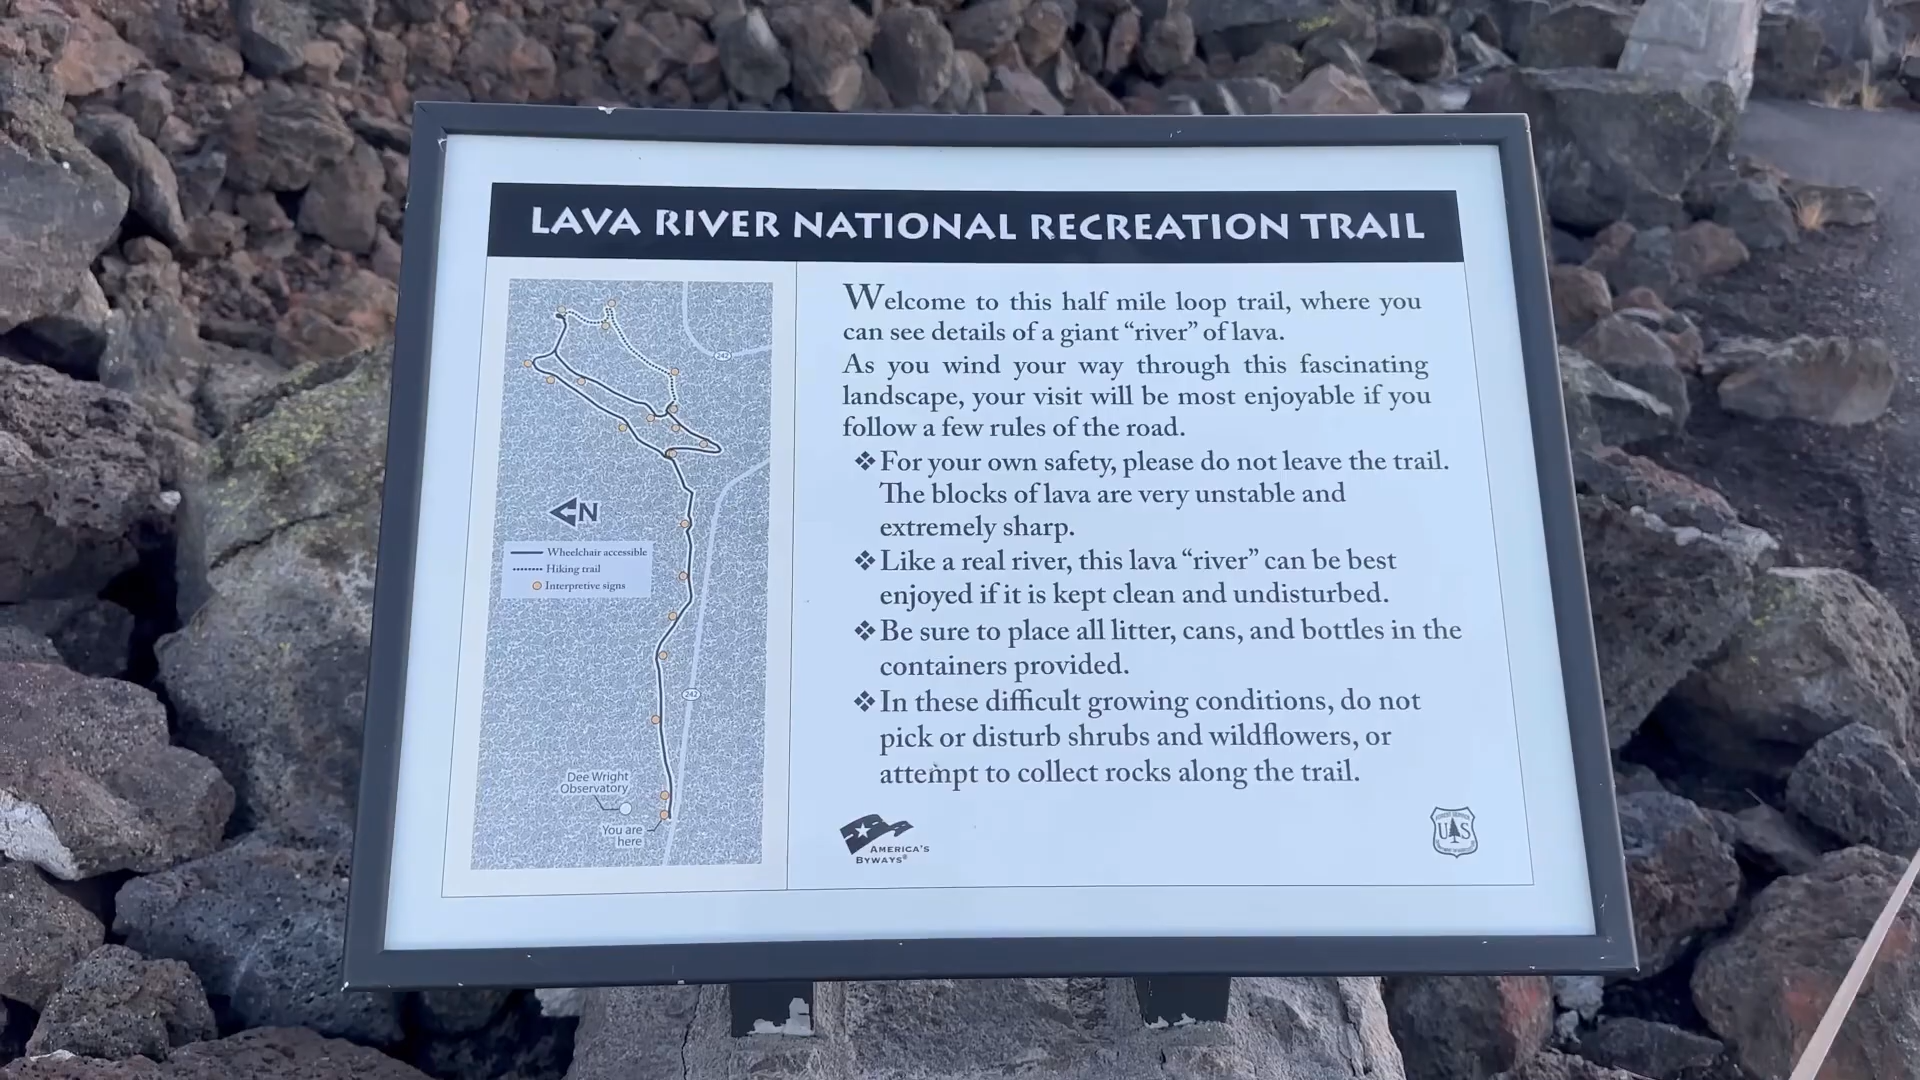 LAVA RIVER NATIONAL RECREATION TRAIL
242
N
Wheelchair accessible
Hiking trail
Interpretive signs
242
Dee Wright
Observatory
You are
here
Welcome to this half mile loop trail, where you
can see details of a giant “river” of lava.
As you wind your way through this fascinating
landscape, your visit will be most enjoyable if you
follow a few rules of the road.
❖ For your own safety, please do not leave the trail.
The blocks of lava are very unstable and
extremely sharp.
❖ Like a real river, this lava “river” can be best
enjoyed if it is kept clean and undisturbed.
❖ Be sure to place all litter, cans, and bottles in the
containers provided.
❖ In these difficult growing conditions, do not
pick or disturb shrubs and wildflowers, or
attempt to collect rocks along the trail.
AMERICA'S
BYWAYS®
FOREST SERVICE
US